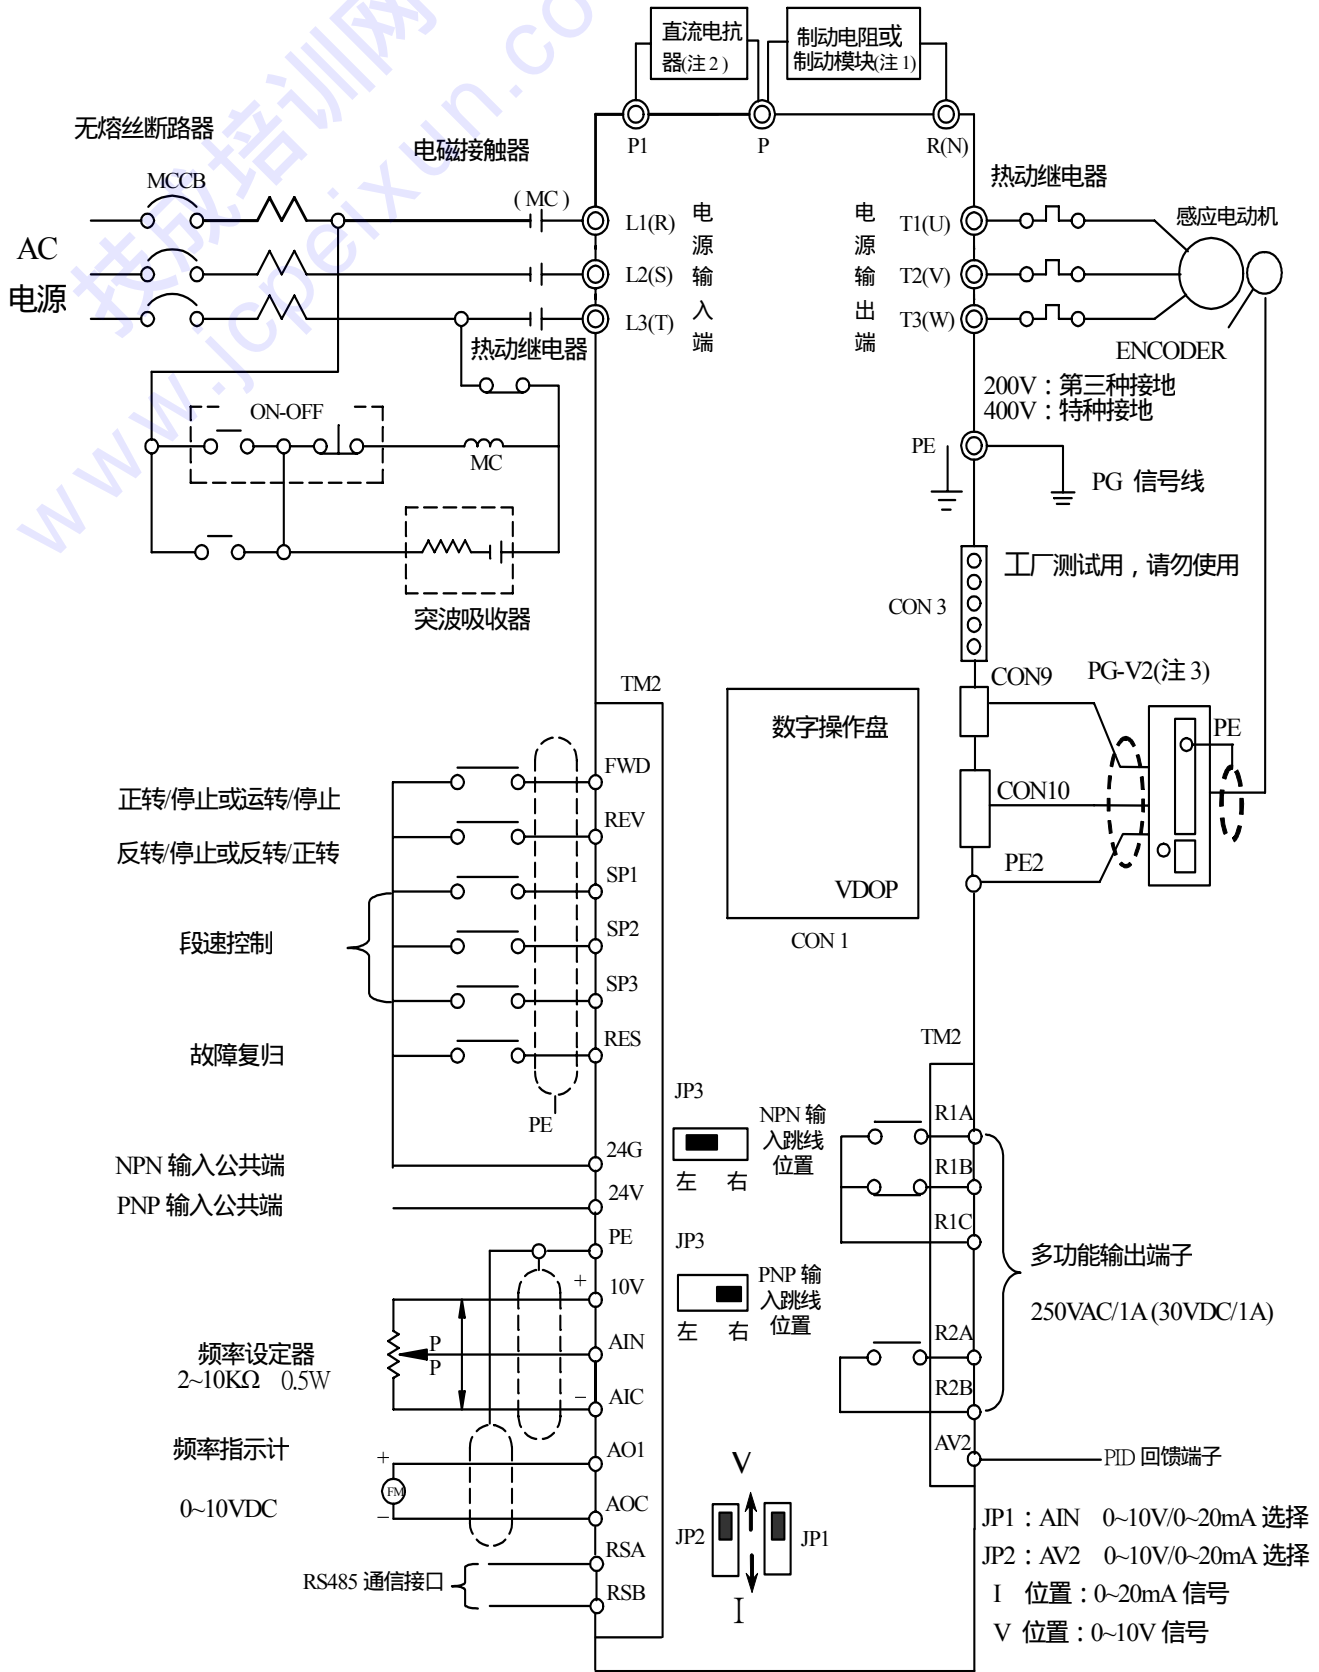 直流电抗
器(注2)
制动电阻或
制动模块(注1)
P1
P
R(N)
无熔丝断路器
电磁接触器
热动继电器
MCCB
(MC)
感应电动机
AC
电源
L1(R)
L2(S)
L3(T)
电源输入端
电源输出端
T1(U)
T2(V)
T3(W)
热动继电器
ENCODER
200V:第三种接地
400V:特种接地
ON-OFF
MC
PE
PG 信号线
突波吸收器
CON 3
工厂测试用,请勿使用
TM2
CON9
PG-V2(注3)
PE
数字操作盘
VDOP
CON 1
CON10
PE2
正转/停止或运转/停止
FWD
反转/停止或反转/正转
REV
段速控制
SP1
SP2
SP3
故障复归
RES
PE
NPN 输入公共端
24G
PNP 输入公共端
24V
JP3
NPN 输
入跳线
位置
左 右
JP3
PNP 输
入跳线
位置
左 右
TM2
R1A
R1B
R1C
R2A
R2B
AV2
多功能输出端子
250VAC/1A (30VDC/1A)
PID 回馈端子
PE
+
10V
频率设定器
2~10KΩ 0.5W
P
P
AIN
−
AIC
频率指示计
0~10VDC
+
FM
−
AO1
AOC
RS485 通信接口
RSA
RSB
V
JP2
JP1
I
JP1:AIN 0~10V/0~20mA 选择
JP2:AV2 0~10V/0~20mA 选择
I 位置:0~20mA 信号
V 位置:0~10V 信号
技成培训网
www.jcpeixun.co